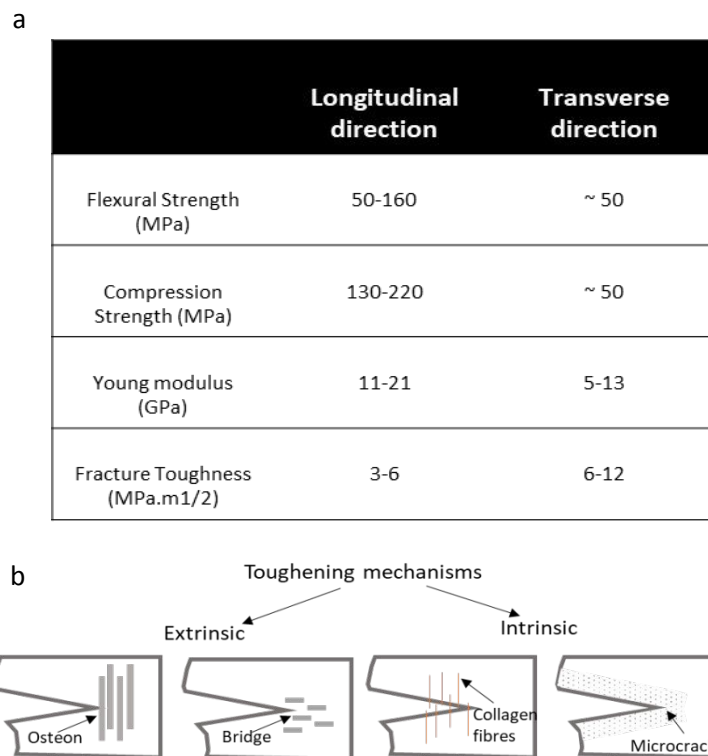 a
Longitudinal direction
Transverse direction
Flexural Strength (MPa)
50-160
~ 50
Compression Strength (MPa)
130-220
~ 50
Young modulus (GPa)
11-21
5-13
Fracture Toughness (MPa.m1/2)
3-6
6-12
b
Toughening mechanisms
Extrinsic
Intrinsic
Osteon
Bridge
Collagen fibres
Microcrac